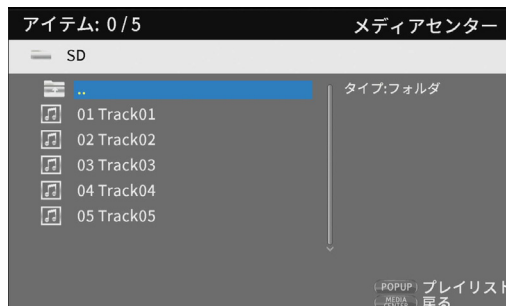 アイテム: 0/5 メディアセンター
SD
..
タイプ:フォルダ
01 Track01
02 Track02
03 Track03
04 Track04
05 Track05
POPUP プレイリスト
MEDIA CENTER 戻る